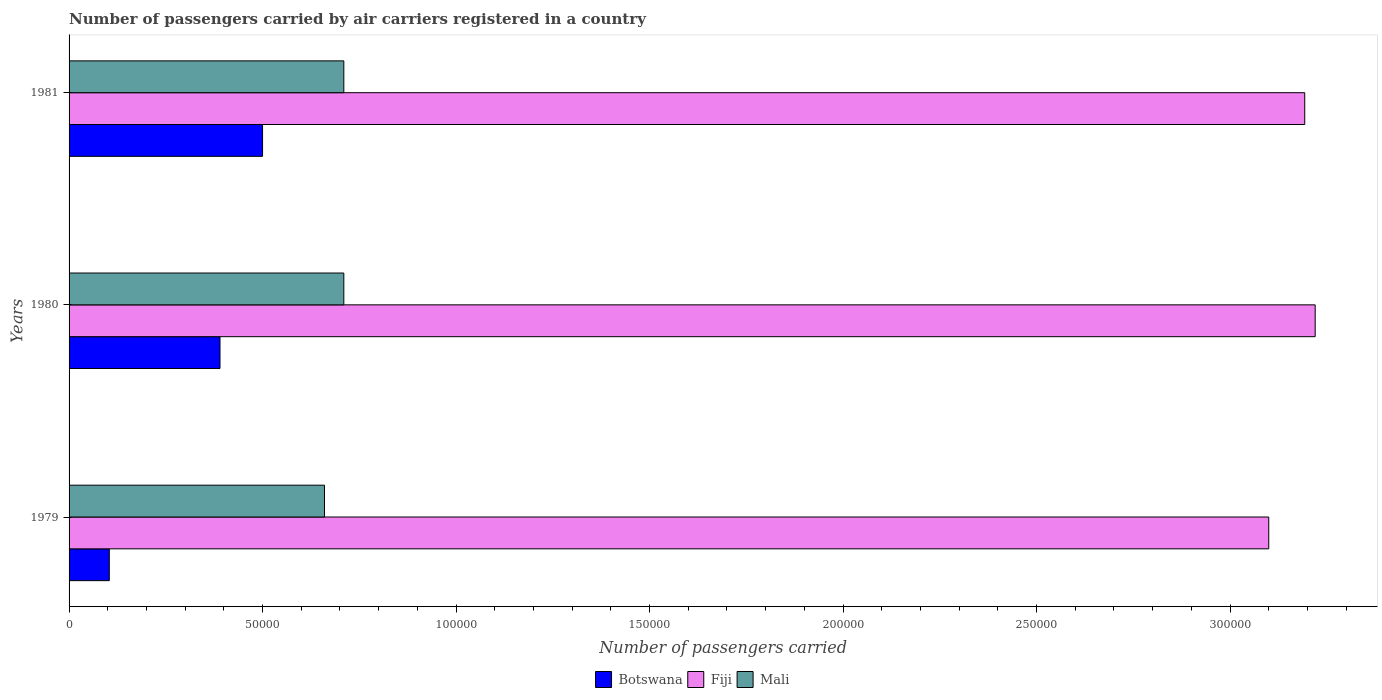 Number of passengers carried by air carriers registered in a country
1981
1980
1979
Years
0
50000
100000
150000
200000
250000
300000
Number of passengers carried
Botswana
Fiji
Mali